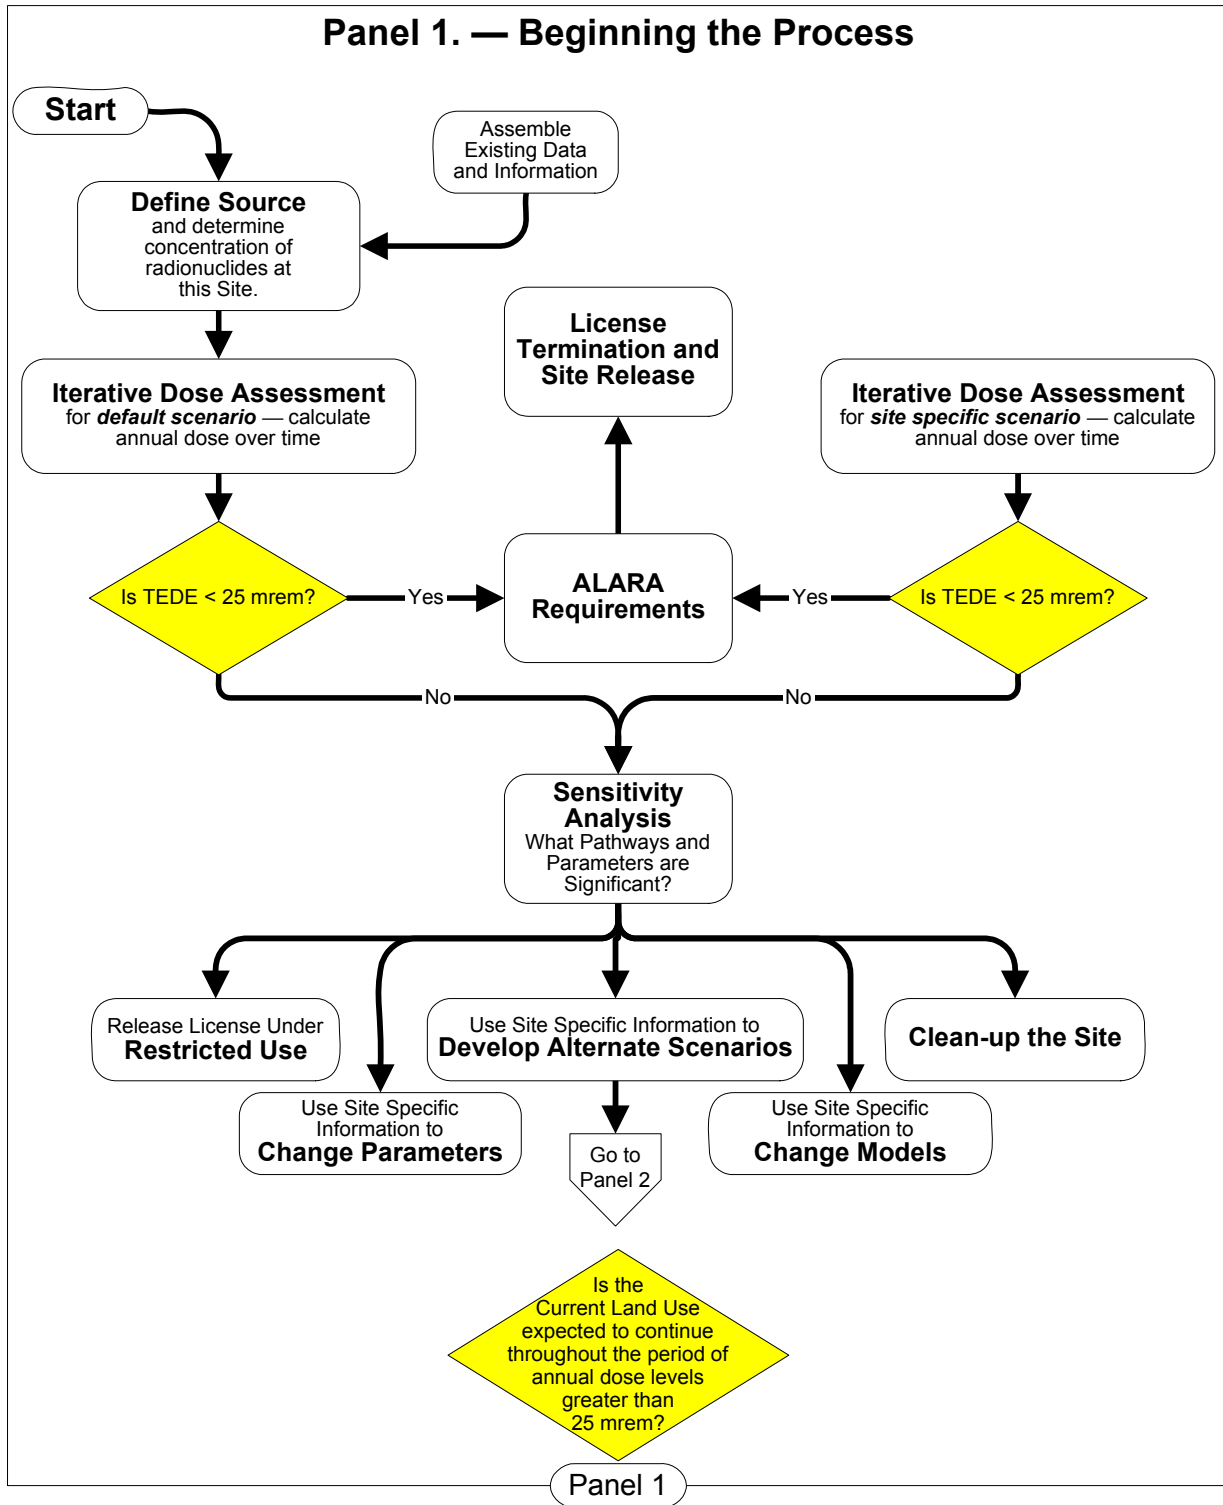 Panel 1. — Beginning the Process
Start
Assemble
Existing Data
and Information
Define Source
and determine
concentration of
radionuclides at
this Site.
License
Termination and
Site Release
Iterative Dose Assessment
for default scenario — calculate
annual dose over time
Iterative Dose Assessment
for site specific scenario — calculate
annual dose over time
Is TEDE < 25 mrem?
Yes
ALARA
Requirements
Yes
Is TEDE < 25 mrem?
No
No
Sensitivity
Analysis
What Pathways and
Parameters are
Significant?
Release License Under
Restricted Use
Use Site Specific Information to
Develop Alternate Scenarios
Clean-up the Site
Use Site Specific
Information to
Change Parameters
Use Site Specific
Information to
Change Models
Go to
Panel 2
Is the
Current Land Use
expected to continue
throughout the period of
annual dose levels
greater than
25 mrem?
Panel 1